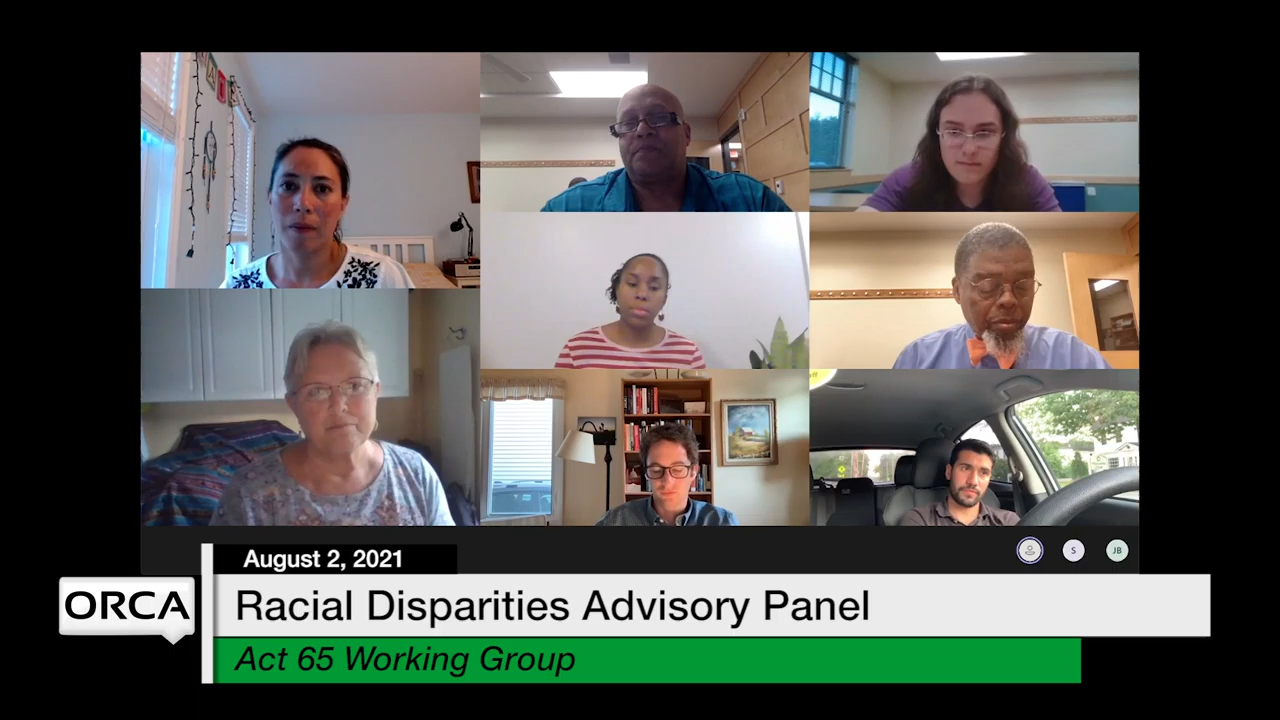 S
JB
August 2, 2021
ORCA
Racial Disparities Advisory Panel
Act 65 Working Group